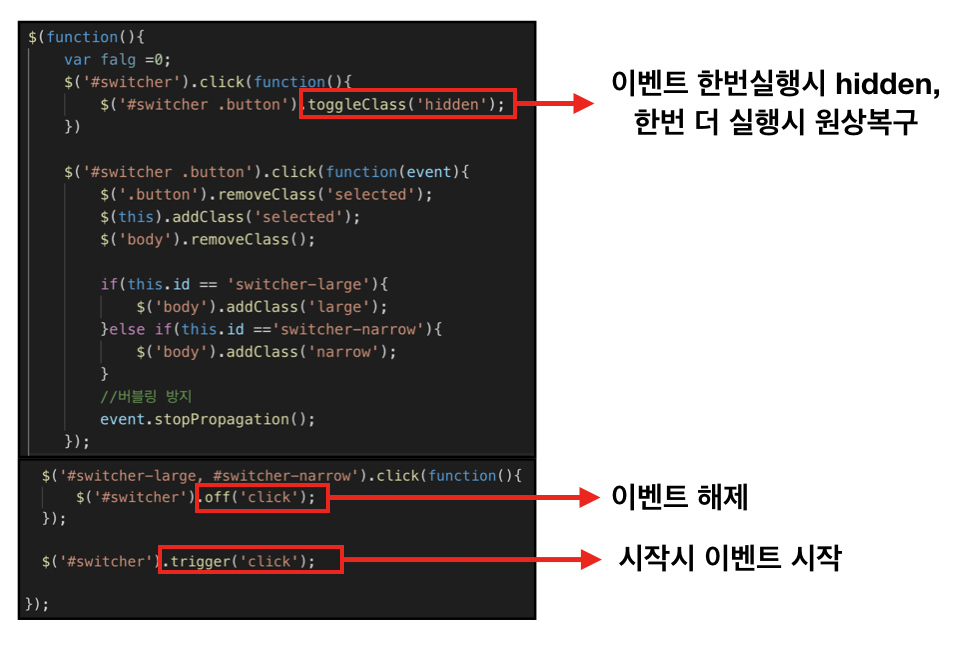 $(function(){
var falg =0;
$('#switcher').click(function(){
$('#switcher .button').toggleClass('hidden');
})
이벤트 한번실행시 hidden,
한번 더 실행시 원상복구
$('#switcher .button').click(function(event){
$('.button').removeClass('selected');
$(this).addClass('selected');
$('body').removeClass();
if(this.id == 'switcher-large'){
$('body').addClass('large');
}else if(this.id =='switcher-narrow'){
$('body').addClass('narrow');
}
//버블링 방지
event.stopPropagation();
});
$('#switcher-large, #switcher-narrow').click(function(){
$('#switcher').off('click');
이벤트 해제
});
$('#switcher').trigger('click');
시작시 이벤트 시작
});